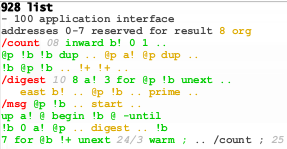 928 list
- 100 application interface
addresses 0-7 reserved for result 8 org
/count 08 inward b! 0 1 ..
@p !b !b dup .. @p a! @p dup ..
!b @p !b .. !+ !+ ..
/digest 10 8 a! 3 for @p !b unext ..
east b! .. @p !b .. prime ..
/msg @p !b .. start ..
up a! @ begin !b @ -until
!b 0 a! @p .. digest .. !b
7 for @b !+ unext 24/3 warm ; .. /count ; 25